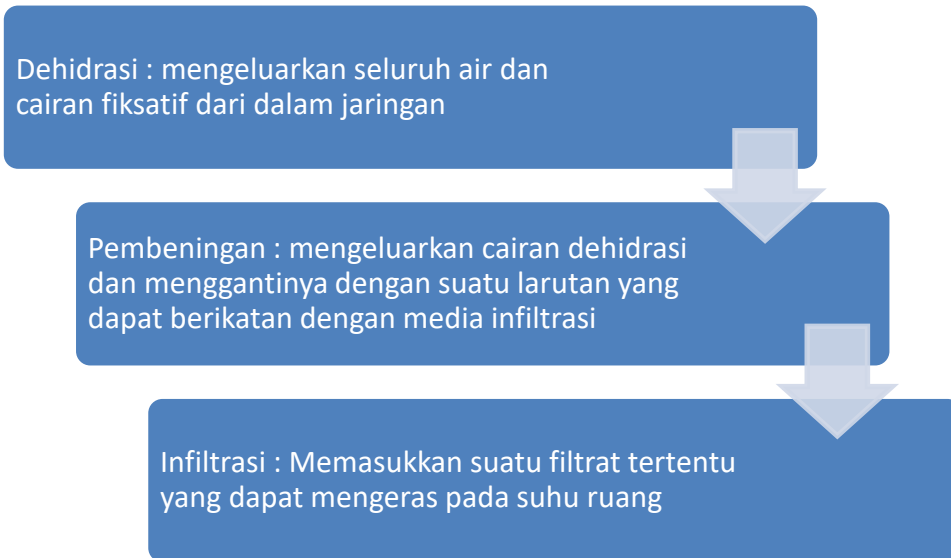 Dehidrasi : mengeluarkan seluruh air dan
cairan fiksatif dari dalam jaringan
Pembeningan : mengeluarkan cairan dehidrasi
dan menggantinya dengan suatu larutan yang
dapat berikatan dengan media infiltrasi
Infiltrasi : Memasukkan suatu filtrat tertentu
yang dapat mengeras pada suhu ruang